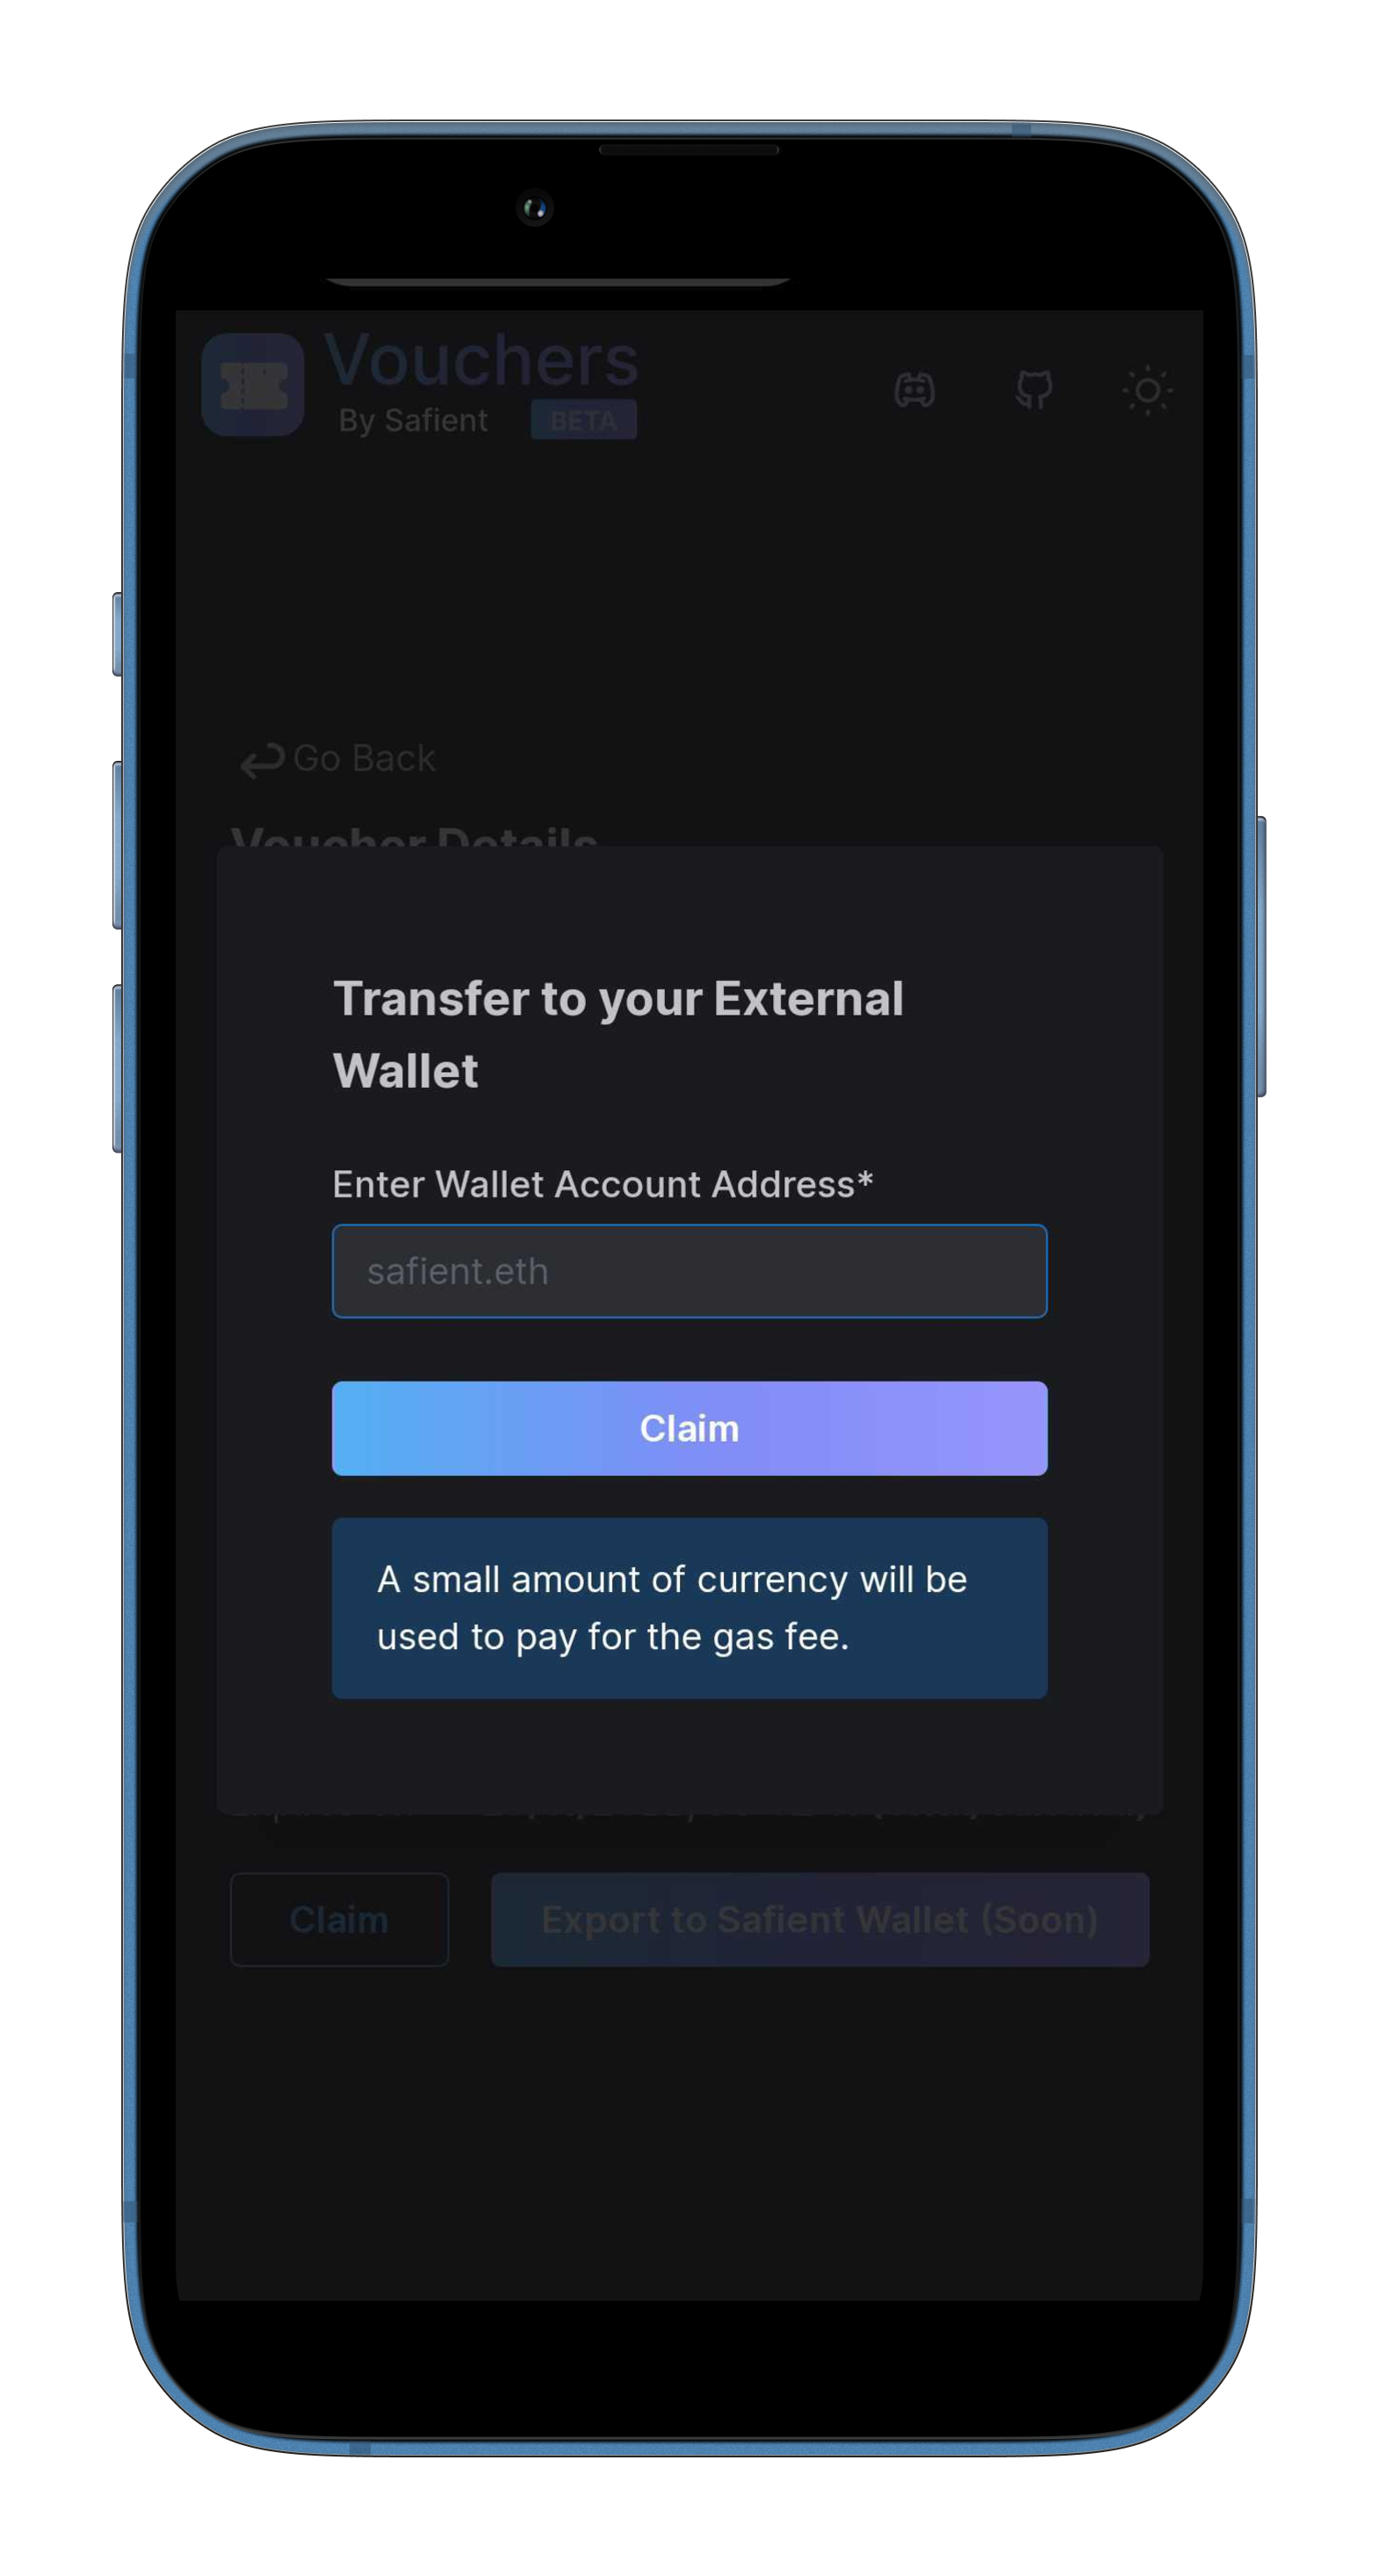 Vouchers
By Safient BETA
Go Back
Voucher Details
Transfer to your External
Wallet
Enter Wallet Account Address*
safient.eth
Claim
A small amount of currency will be
used to pay for the gas fee.
Claim
Export to Safient Wallet (Soon)